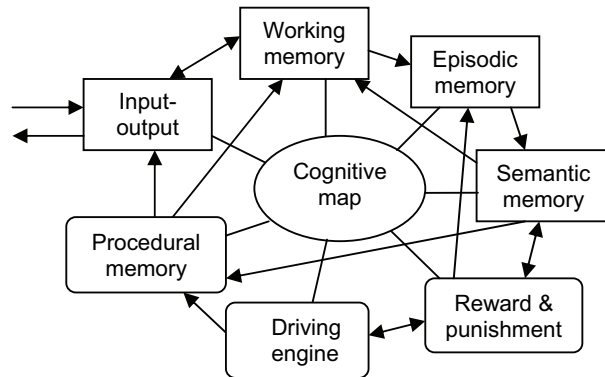 Working
memory
Episodic
memory
Input-
output
Cognitive
map
Semantic
memory
Procedural
memory
Driving
engine
Reward &
punishment